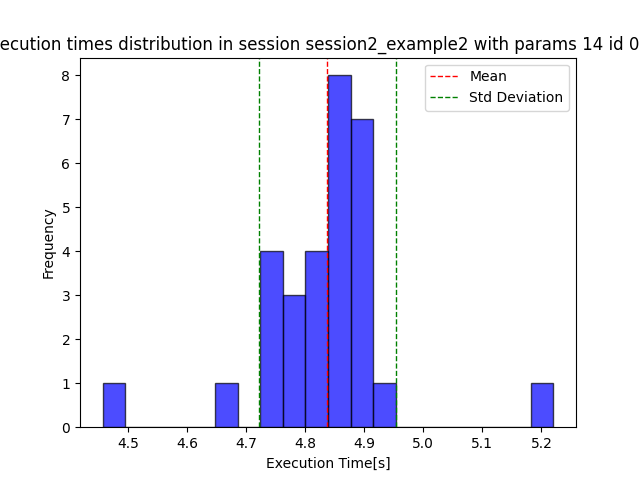 ecution times distribution in session session2_example2 with params 14 id 0
Mean
Std Deviation
8
7
6
5
4
3
2
1
0
Frequency
4.5 4.6 4.7 4.8 4.9 5.0 5.1 5.2
Execution Time[s]